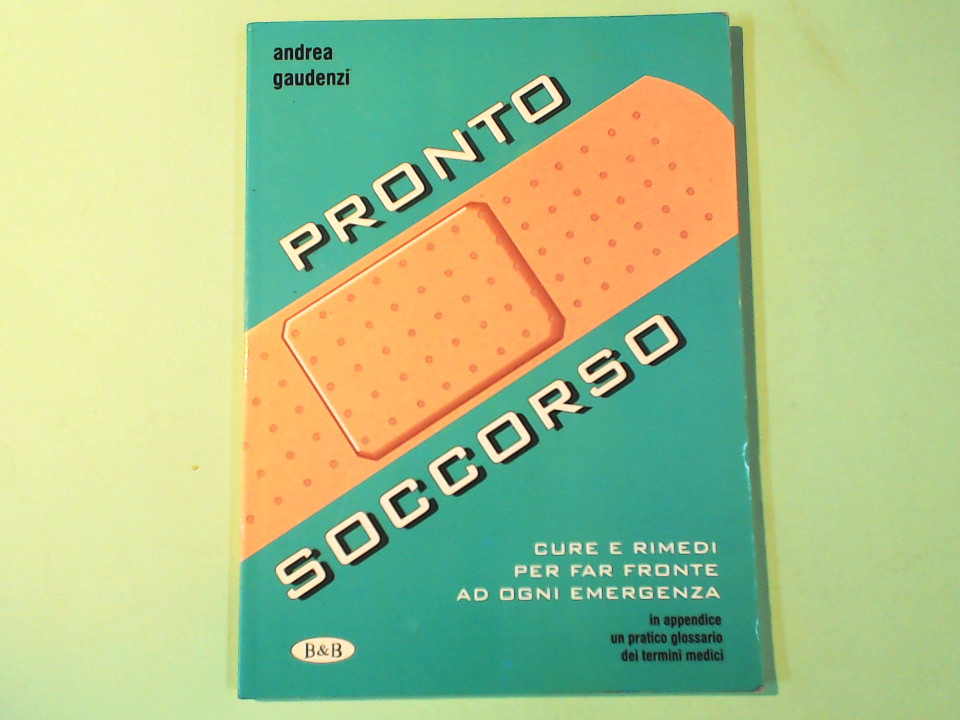 andrea
gaudenzi
PRONTO
SOCCORSO
CURE E RIMEDI
PER FAR FRONTE
AD OGNI EMERGENZA
in appendice
un pratico glossario
dei termini medici
B&B